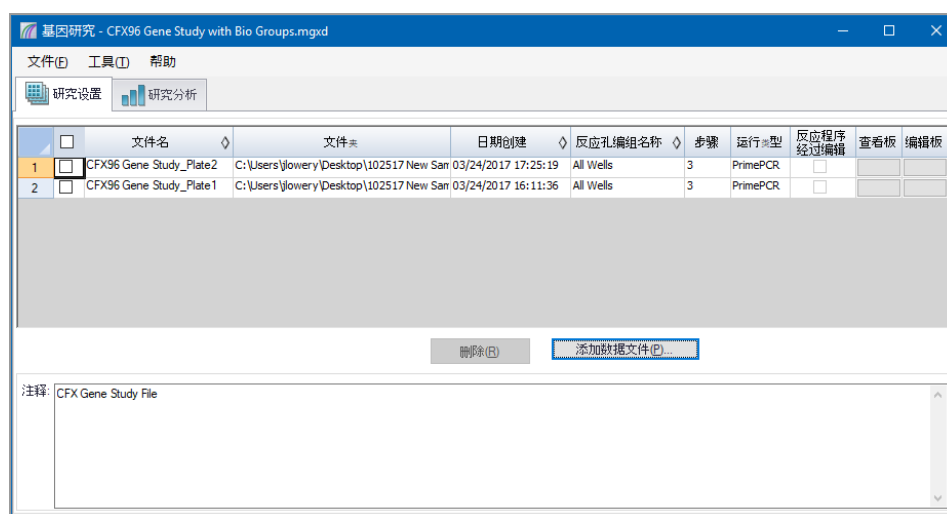 基因研究 - CFX96 Gene Study with Bio Groups.mgxd
文件(F) 工具(T) 帮助
研究设置 研究分析
文件名 文件夹 日期创建 反应孔编组名称 步骤 运行类型 反应程序经过编辑 查看板 编辑板
1 CFX96 Gene Study_Plate2 C:\Users\jlowery\Desktop\102517 New Sam 03/24/2017 17:25:19 All Wells 3 PrimePCR
2 CFX96 Gene Study_Plate1 C:\Users\jlowery\Desktop\102517 New Sam 03/24/2017 16:11:36 All Wells 3 PrimePCR
删除(R) 添加数据文件(P)...
注释: CFX Gene Study File